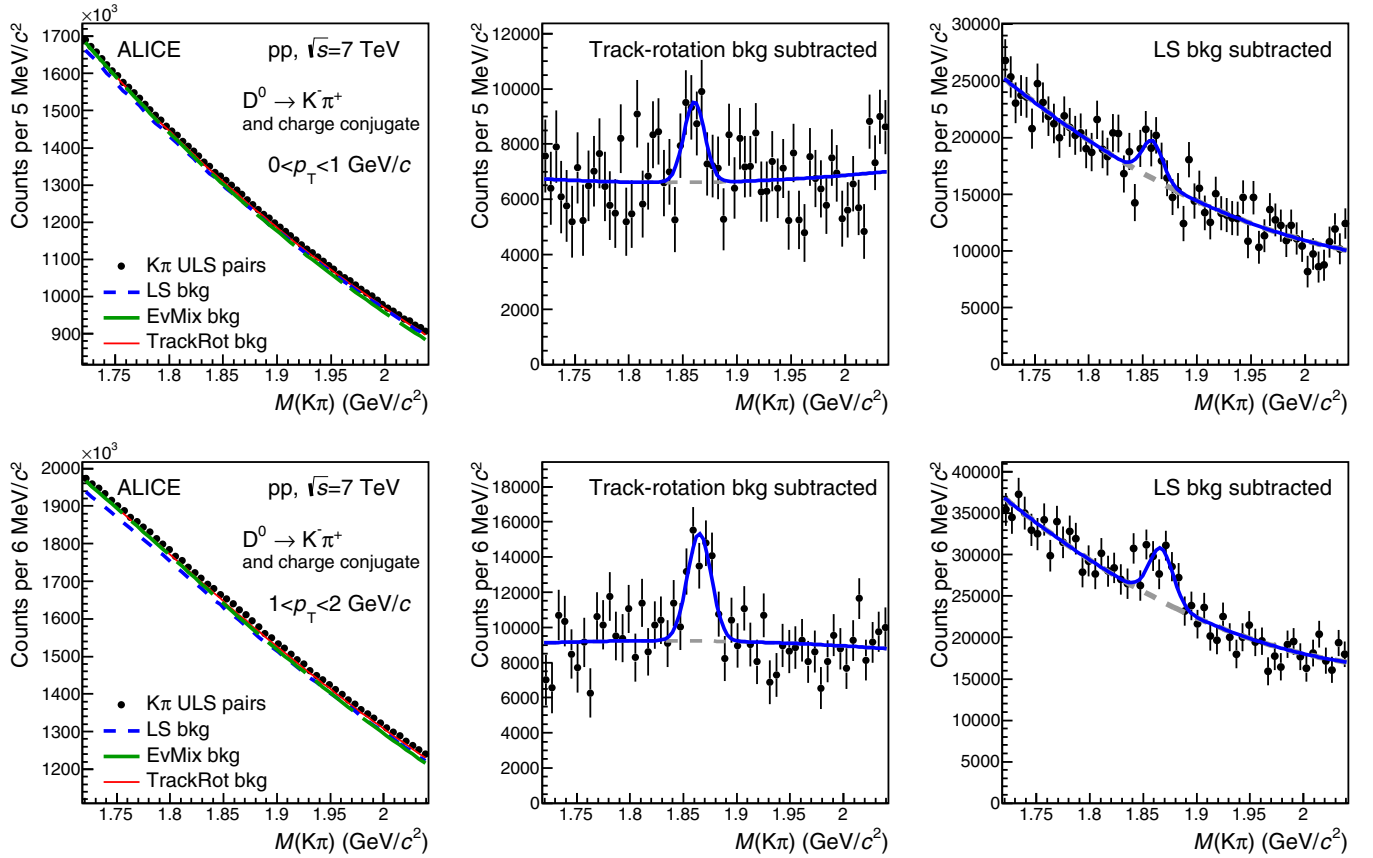 ×10³
1700
1600
1500
1400
1300
1200
1100
1000
900
Counts per 5 MeV/c²
ALICE
pp, √s=7 TeV
D⁰ → K⁻π⁺
and charge conjugate
0<p_T<1 GeV/c
Kπ ULS pairs
LS bkg
EvMix bkg
TrackRot bkg
1.75 1.8 1.85 1.9 1.95 2
M(Kπ) (GeV/c²)
12000
10000
8000
6000
4000
2000
0
Counts per 5 MeV/c²
Track-rotation bkg subtracted
1.75 1.8 1.85 1.9 1.95 2
M(Kπ) (GeV/c²)
30000
25000
20000
15000
10000
5000
0
Counts per 5 MeV/c²
LS bkg subtracted
1.75 1.8 1.85 1.9 1.95 2
M(Kπ) (GeV/c²)
×10³
2000
1900
1800
1700
1600
1500
1400
1300
1200
Counts per 6 MeV/c²
ALICE
pp, √s=7 TeV
D⁰ → K⁻π⁺
and charge conjugate
1<p_T<2 GeV/c
Kπ ULS pairs
LS bkg
EvMix bkg
TrackRot bkg
1.75 1.8 1.85 1.9 1.95 2
M(Kπ) (GeV/c²)
18000
16000
14000
12000
10000
8000
6000
4000
2000
0
Counts per 6 MeV/c²
Track-rotation bkg subtracted
1.75 1.8 1.85 1.9 1.95 2
M(Kπ) (GeV/c²)
40000
35000
30000
25000
20000
15000
10000
5000
0
Counts per 6 MeV/c²
LS bkg subtracted
1.75 1.8 1.85 1.9 1.95 2
M(Kπ) (GeV/c²)